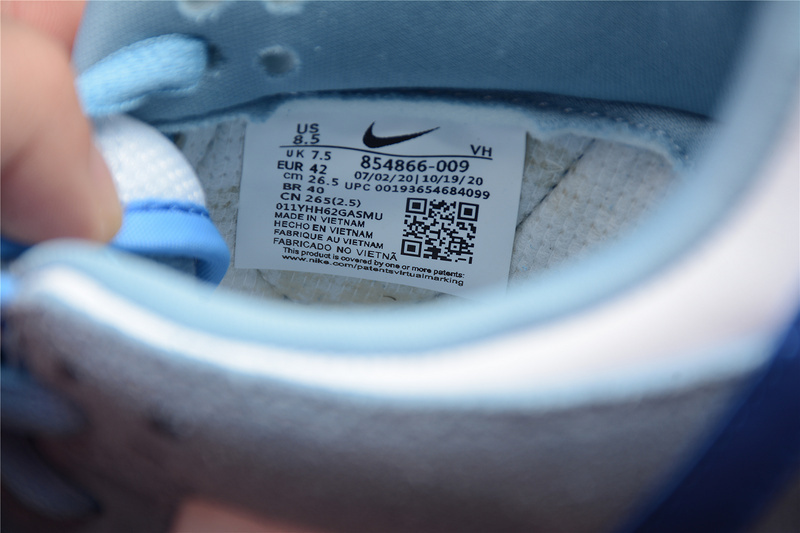 US
8.5
VH
UK 7.5
854866-009
EUR 42
07/02/20 | 10/19/20
cm 26.5
UPC 00193654684099
BR 40
CN 265(2.5)
011YHH62GASMU
MADE IN VIETNAM
HECHO EN VIETNAM
FABRIQUE AU VIETNAM
FABRICADO NO VIETNÃ
This product is covered by one or more patents:
www.nike.com/patentsvirtualmarking